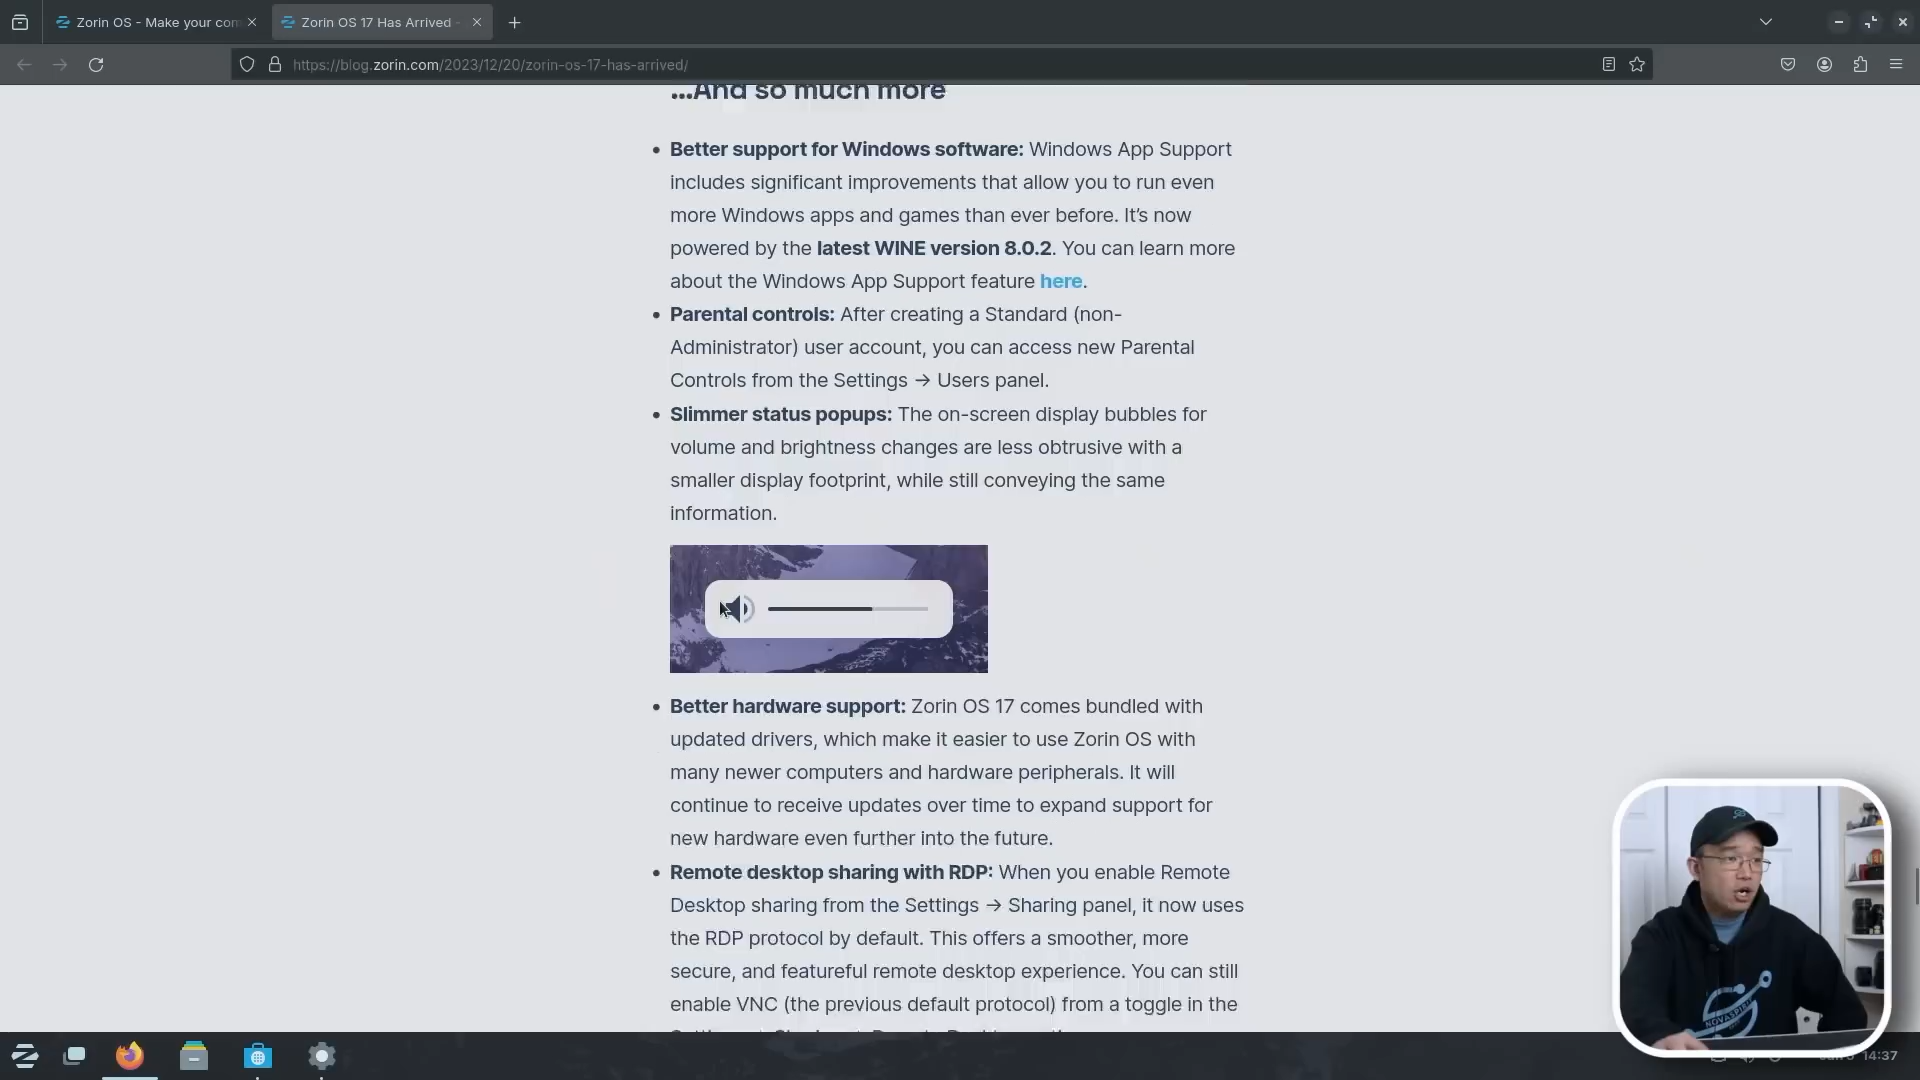 Zorin OS - Make your com
Zorin OS 17 Has Arrived -
https://blog.zorin.com/2023/12/20/zorin-os-17-has-arrived/
...And so much more
Better support for Windows software: Windows App Support
includes significant improvements that allow you to run even
more Windows apps and games than ever before. It’s now
powered by the latest WINE version 8.0.2. You can learn more
about the Windows App Support feature here.
Parental controls: After creating a Standard (non-
Administrator) user account, you can access new Parental
Controls from the Settings → Users panel.
Slimmer status popups: The on-screen display bubbles for
volume and brightness changes are less obtrusive with a
smaller display footprint, while still conveying the same
information.
Better hardware support: Zorin OS 17 comes bundled with
updated drivers, which make it easier to use Zorin OS with
many newer computers and hardware peripherals. It will
continue to receive updates over time to expand support for
new hardware even further into the future.
Remote desktop sharing with RDP: When you enable Remote
Desktop sharing from the Settings → Sharing panel, it now uses
the RDP protocol by default. This offers a smoother, more
secure, and featureful remote desktop experience. You can still
enable VNC (the previous default protocol) from a toggle in the
NOVASPIRIT
14:37